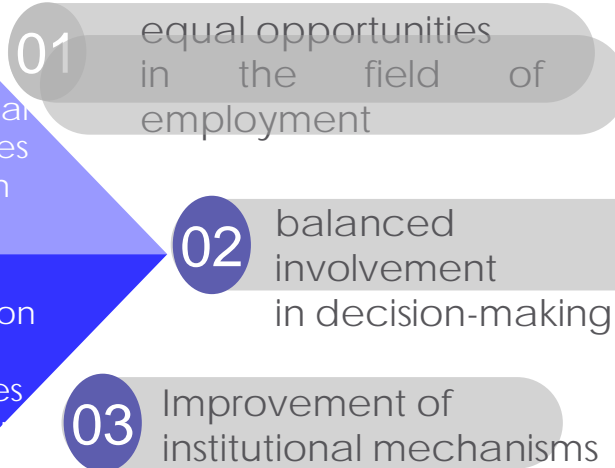 01
equal opportunities
in the field of
employment
02
balanced
involvement
in decision-making
03
Improvement of
institutional mechanisms